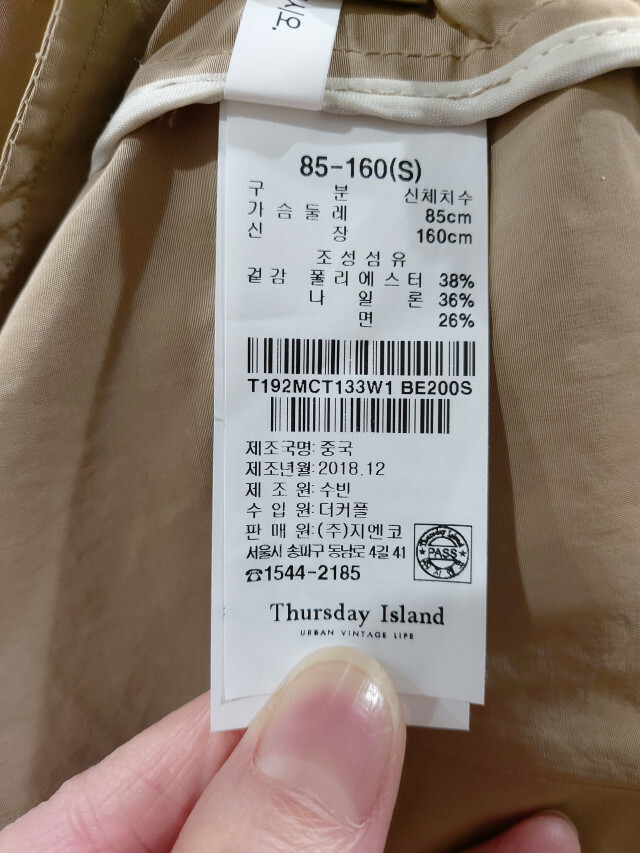 시오.
85-160(S)
구 분 신체치수
가슴둘레 85cm
신 장 160cm
조성섬유
겉감 폴리에스터 38%
나 일 론 36%
면 26%
T192MCT133W1 BE200S
제조국명: 중국
제조년월: 2018.12
제 조 원: 수빈
수 입 원: 더커플
판 매 원: (주)지엔코
서울시 송파구 동남로 4길 41
☎1544-2185
Thursday Island
PASS
Thursday Island
URBAN VINTAGE LIFE